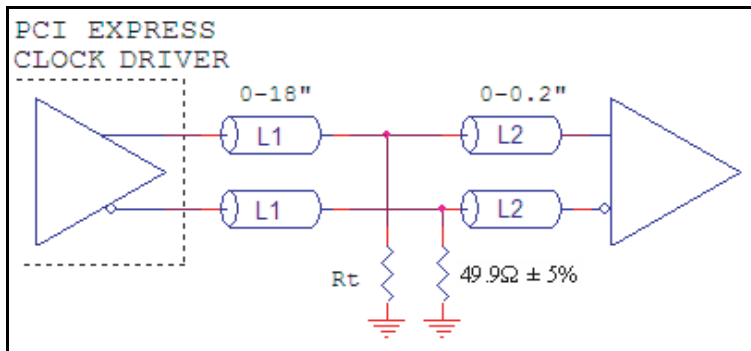 PCI EXPRESS
CLOCK DRIVER
0-18"
0-0.2"
L1
L2
L1
L2
Rt
49.9Ω ± 5%